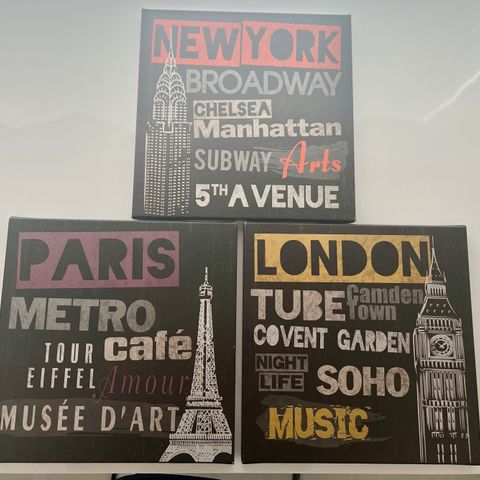 NEW YORK
BROADWAY
CHELSEA
Manhattan
SUBWAY Arts
5TH AVENUE
PARIS
METRO
café
TOUR
EIFFEL
Amour
MUSÉE D'ART
LONDON
TUBE
Camden
Town
COVENT GARDEN
NIGHT
LIFE
SOHO
MUSIC